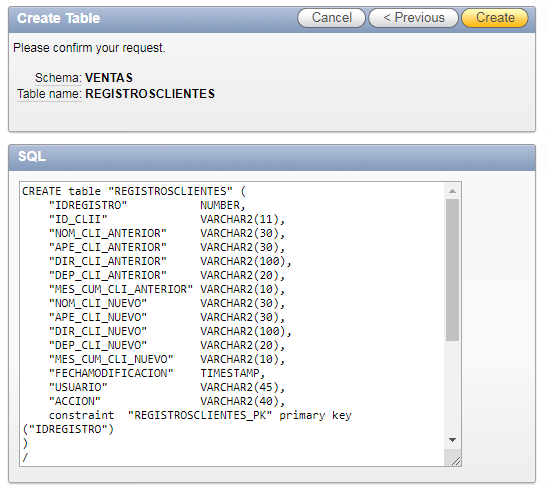 Create Table
Cancel
< Previous
Create
Please confirm your request.
Schema: VENTAS
Table name: REGISTROSCLIENTES
SQL
CREATE table "REGISTROSCLIENTES" (
    "IDREGISTRO"           NUMBER,
    "ID_CLII"              VARCHAR2(11),
    "NOM_CLI_ANTERIOR"     VARCHAR2(30),
    "APE_CLI_ANTERIOR"     VARCHAR2(30),
    "DIR_CLI_ANTERIOR"     VARCHAR2(100),
    "DEP_CLI_ANTERIOR"     VARCHAR2(20),
    "MES_CUM_CLI_ANTERIOR" VARCHAR2(10),
    "NOM_CLI_NUEVO"        VARCHAR2(30),
    "APE_CLI_NUEVO"        VARCHAR2(30),
    "DIR_CLI_NUEVO"        VARCHAR2(100),
    "DEP_CLI_NUEVO"        VARCHAR2(20),
    "MES_CUM_CLI_NUEVO"    VARCHAR2(10),
    "FECHAMODIFICACION"    TIMESTAMP,
    "USUARIO"              VARCHAR2(45),
    "ACCION"               VARCHAR2(40),
    constraint  "REGISTROSCLIENTES_PK" primary key
("IDREGISTRO")
)
/